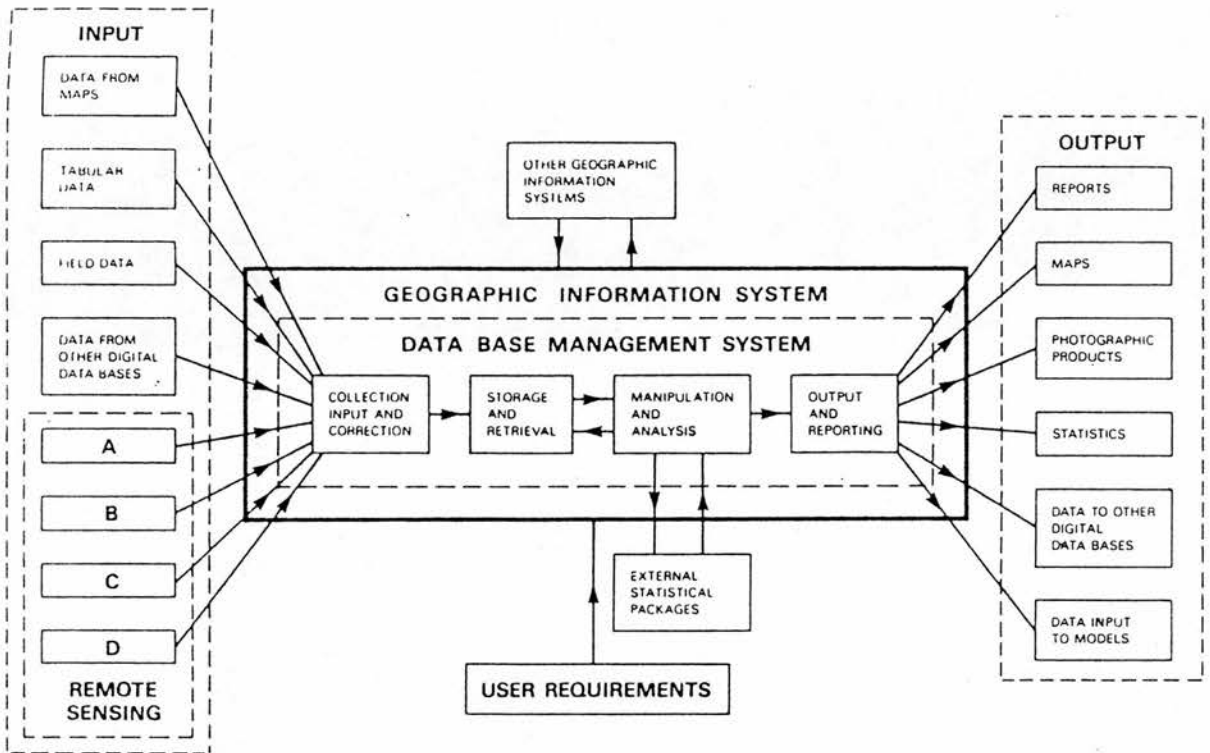 INPUT
DATA FROM
MAPS
TABULAR
DATA
FIELD DATA
DATA FROM
OTHER DIGITAL
DATA BASES
A
B
C
D
REMOTE
SENSING
OTHER GEOGRAPHIC
INFORMATION
SYSTEMS
GEOGRAPHIC INFORMATION SYSTEM
DATA BASE MANAGEMENT SYSTEM
COLLECTION
INPUT AND
CORRECTION
STORAGE
AND
RETRIEVAL
MANIPULATION
AND
ANALYSIS
OUTPUT
AND
REPORTING
EXTERNAL
STATISTICAL
PACKAGES
USER REQUIREMENTS
OUTPUT
REPORTS
MAPS
PHOTOGRAPHIC
PRODUCTS
STATISTICS
DATA TO OTHER
DIGITAL
DATA BASES
DATA INPUT
TO MODELS